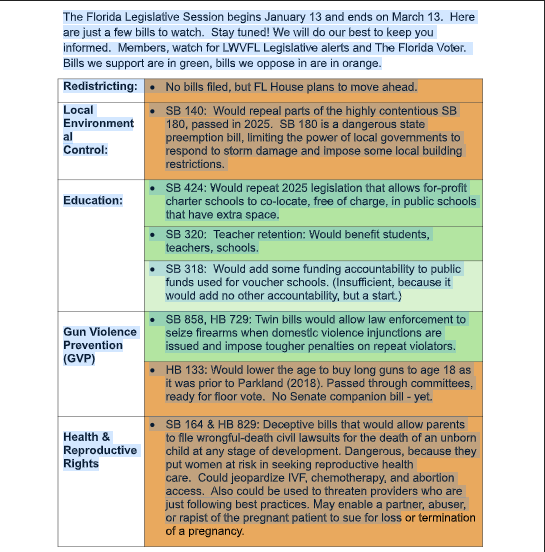 The Florida Legislative Session begins January 13 and ends on March 13. Here
are just a few bills to watch. Stay tuned! We will do our best to keep you
informed. Members, watch for LWVFL Legislative alerts and The Florida Voter.
Bills we support are in green, bills we oppose in are in orange.
Redistricting:
• No bills filed, but FL House plans to move ahead.
Local
Environment
al
Control:
• SB 140: Would repeal parts of the highly contentious SB
180, passed in 2025. SB 180 is a dangerous state
preemption bill, limiting the power of local governments to
respond to storm damage and impose some local building
restrictions.
Education:
• SB 424: Would repeat 2025 legislation that allows for-profit
charter schools to co-locate, free of charge, in public schools
that have extra space.
• SB 320: Teacher retention: Would benefit students,
teachers, schools.
• SB 318: Would add some funding accountability to public
funds used for voucher schools. (Insufficient, because it
would add no other accountability, but a start.)
Gun Violence
Prevention
(GVP)
• SB 858, HB 729: Twin bills would allow law enforcement to
seize firearms when domestic violence injunctions are
issued and impose tougher penalties on repeat violators.
• HB 133: Would lower the age to buy long guns to age 18 as
it was prior to Parkland (2018). Passed through committees,
ready for floor vote. No Senate companion bill - yet.
Health &
Reproductive
Rights
• SB 164 & HB 829: Deceptive bills that would allow parents
to file wrongful-death civil lawsuits for the death of an unborn
child at any stage of development. Dangerous, because they
put women at risk in seeking reproductive health
care. Could jeopardize IVF, chemotherapy, and abortion
access. Also could be used to threaten providers who are
just following best practices. May enable a partner, abuser,
or rapist of the pregnant patient to sue for loss or termination
of a pregnancy.